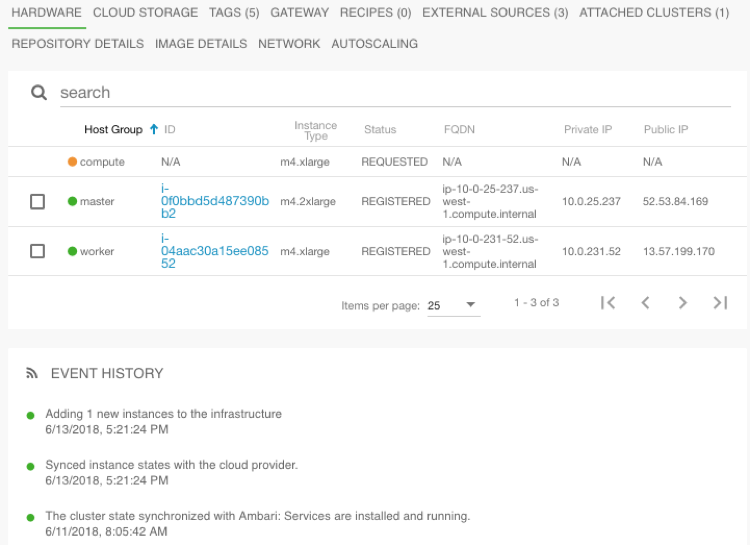 HARDWARE CLOUD STORAGE TAGS (5) GATEWAY RECIPES (0) EXTERNAL SOURCES (3) ATTACHED CLUSTERS (1)
REPOSITORY DETAILS IMAGE DETAILS NETWORK AUTOSCALING
search
Host Group ID Instance Type Status FQDN Private IP Public IP
compute N/A m4.xlarge REQUESTED N/A N/A N/A
master i-0f0bbd5d487390bb2 m4.2xlarge REGISTERED ip-10-0-25-237.us-west-1.compute.internal 10.0.25.237 52.53.84.169
worker i-04aac30a15ee08552 m4.xlarge REGISTERED ip-10-0-231-52.us-west-1.compute.internal 10.0.231.52 13.57.199.170
Items per page: 25 1 - 3 of 3
EVENT HISTORY
Adding 1 new instances to the infrastructure
6/13/2018, 5:21:24 PM
Synced instance states with the cloud provider.
6/13/2018, 5:21:24 PM
The cluster state synchronized with Ambari: Services are installed and running.
6/11/2018, 8:05:42 AM